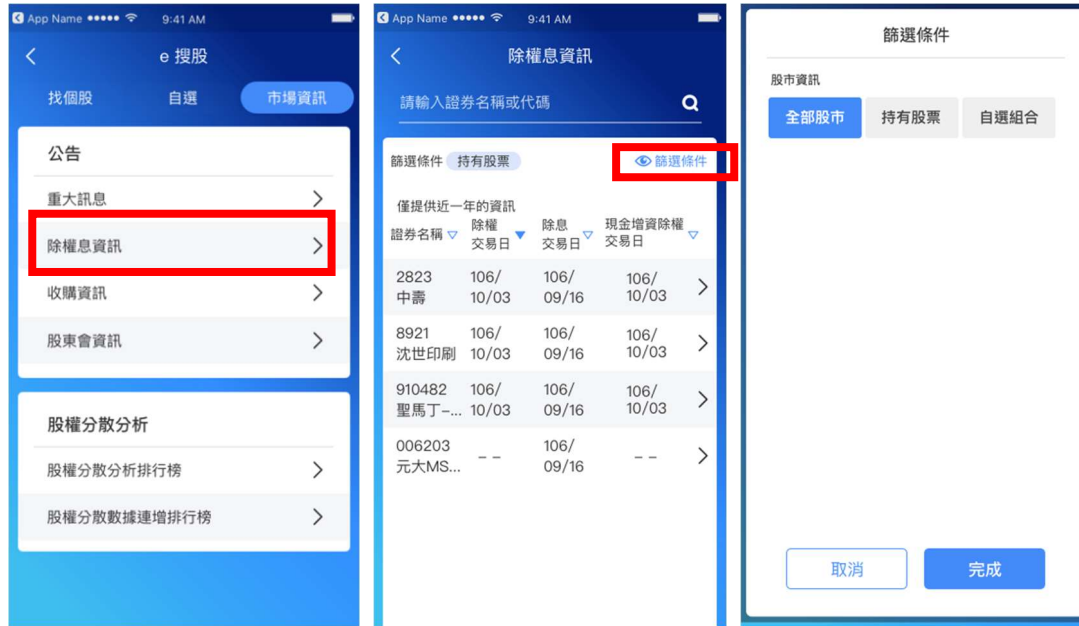 App Name 9:41 AM
e 搜股
找個股 自選 市場資訊
公告
重大訊息
除權息資訊
收購資訊
股東會資訊
股權分散分析
股權分散分析排行榜
股權分散數據連增排行榜
App Name 9:41 AM
除權息資訊
請輸入證券名稱或代碼
篩選條件 持有股票 篩選條件
僅提供近一年的資訊
證券名稱 除權交易日 除息交易日 現金增資除權交易日
2823 106/ 106/ 106/
中壽 10/03 09/16 10/03
8921 106/ 106/ 106/
沈世印刷 10/03 09/16 10/03
910482 106/ 106/ 106/
聖馬丁–... 10/03 09/16 10/03
006203 – – 106/ – –
元大MS... 09/16
篩選條件
股市資訊
全部股市 持有股票 自選組合
取消 完成